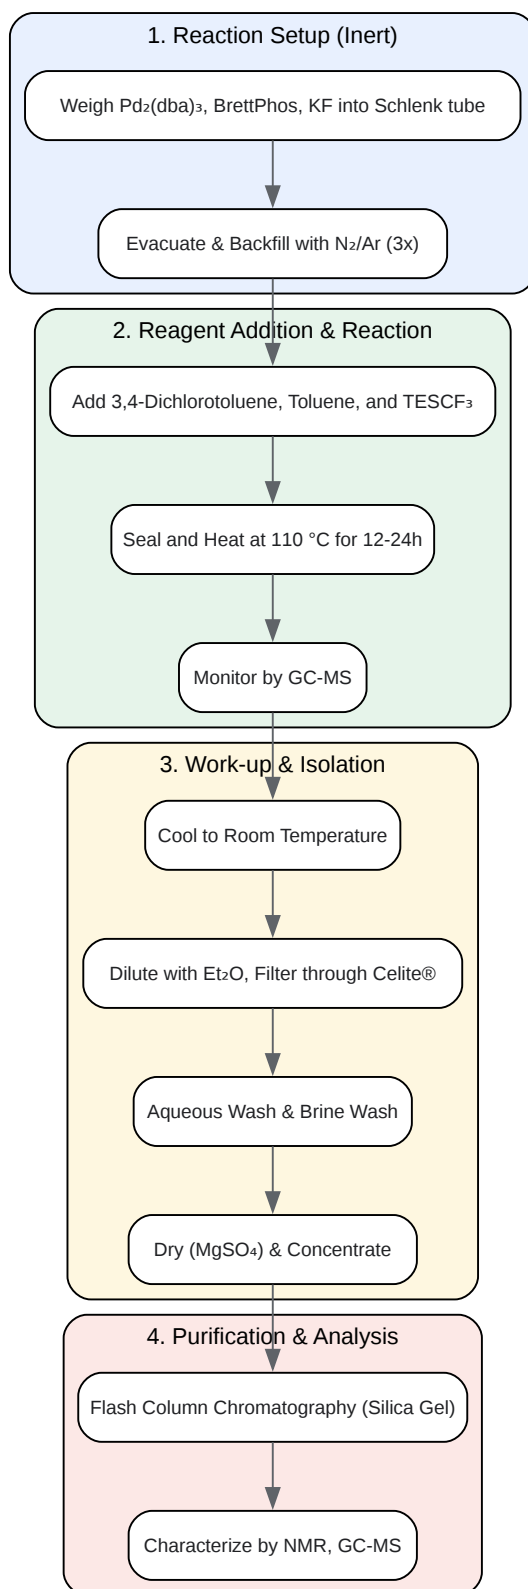 1. Reaction Setup (Inert)
Weigh Pd₂(dba)₃, BrettPhos, KF into Schlenk tube
Evacuate & Backfill with N₂/Ar (3x)
2. Reagent Addition & Reaction
Add 3,4-Dichlorotoluene, Toluene, and TESCF₃
Seal and Heat at 110 °C for 12-24h
Monitor by GC-MS
3. Work-up & Isolation
Cool to Room Temperature
Dilute with Et₂O, Filter through Celite®
Aqueous Wash & Brine Wash
Dry (MgSO₄) & Concentrate
4. Purification & Analysis
Flash Column Chromatography (Silica Gel)
Characterize by NMR, GC-MS